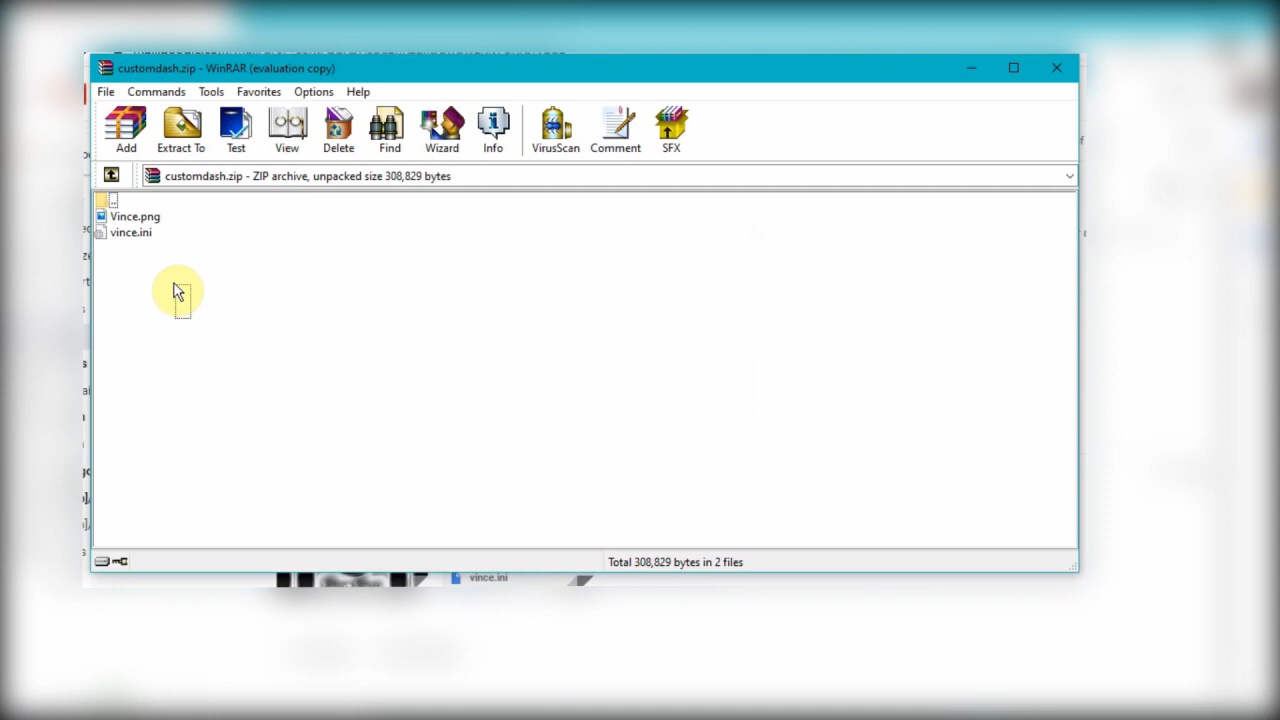 customdash.zip - WinRAR (evaluation copy)
File Commands Tools Favorites Options Help
Add Extract To Test View Delete Find Wizard Info VirusScan Comment SFX
customdash.zip - ZIP archive, unpacked size 308,829 bytes
..
Vince.png
vince.ini
Total 308,829 bytes in 2 files
vince.ini